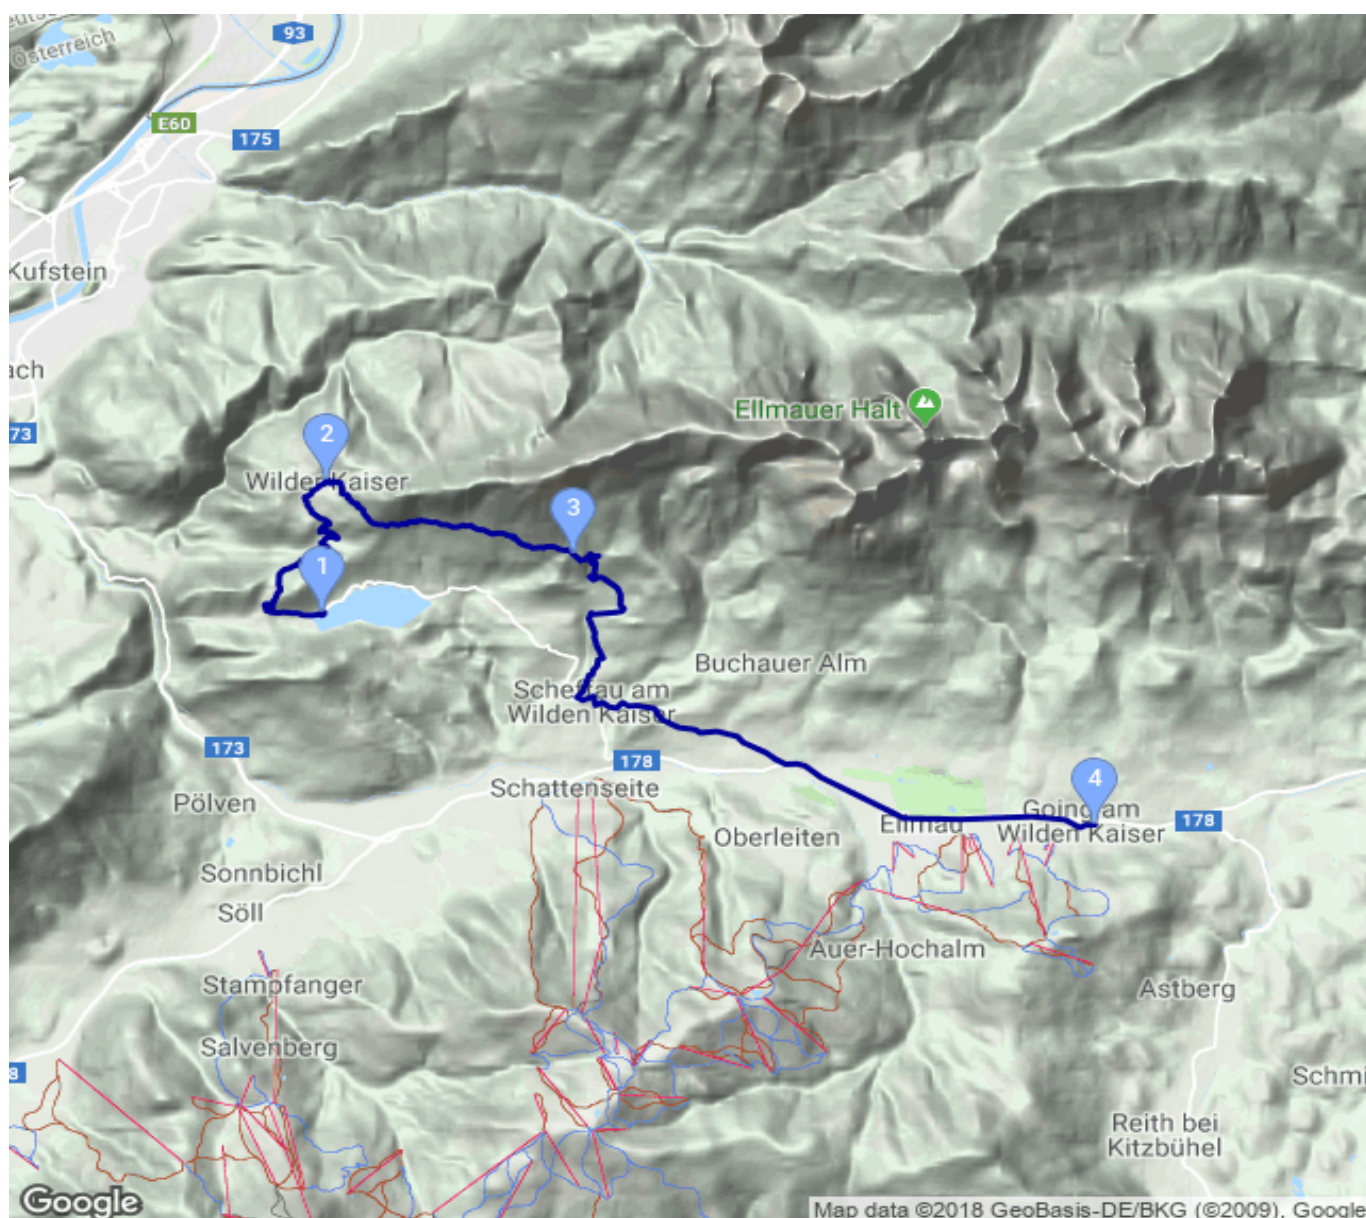 93
Österreich
E60
175
Kufstein
ach
73
Ellmauer Halt
2
Wilder Kaiser
3
1
Buchauer Alm
Scheffau am
Wilden Kaiser
173
178
Schattenseite
4
Pölven
Going am
Wilden Kaiser
178
Ellmau
Oberleiten
Sonnbichl
Söll
Auer-Hochalm
Stampfanger
Astberg
Salvenberg
8
Schmi
Reith bei
Kitzbühel
Google
Map data ©2018 GeoBasis-DE/BKG (©2009), Google